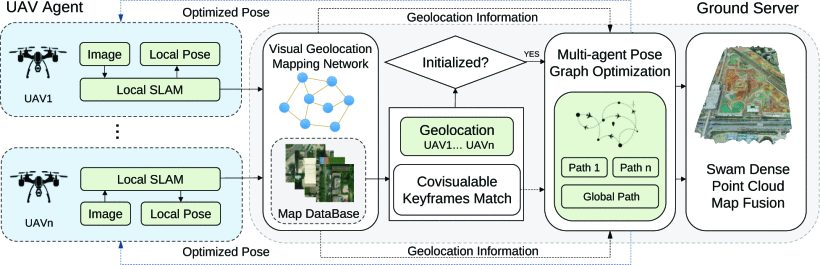 UAV Agent
Optimized Pose
Geolocation Information
Ground Server
Image
Local Pose
Local SLAM
UAV1
Visual Geolocation
Mapping Network
Map DataBase
Initialized?
YES
Geolocation
UAV1... UAVn
Covisualable
Keyframes Match
Multi-agent Pose
Graph Optimization
Path 1
Path n
Global Path
Swam Dense
Point Cloud
Map Fusion
Local SLAM
UAVn
Image
Local Pose
Optimized Pose
Geolocation Information